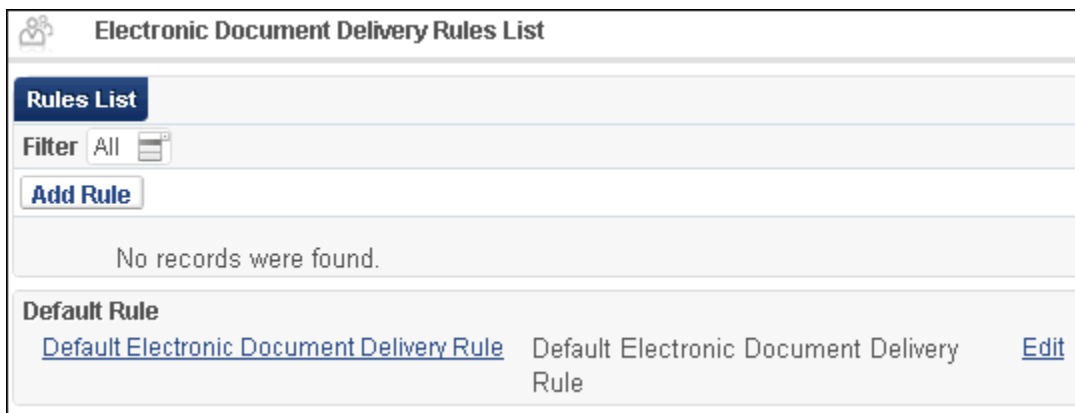 Electronic Document Delivery Rules List
Rules List
Filter All
Add Rule
No records were found.
Default Rule
Default Electronic Document Delivery Rule Default Electronic Document Delivery Edit
Rule